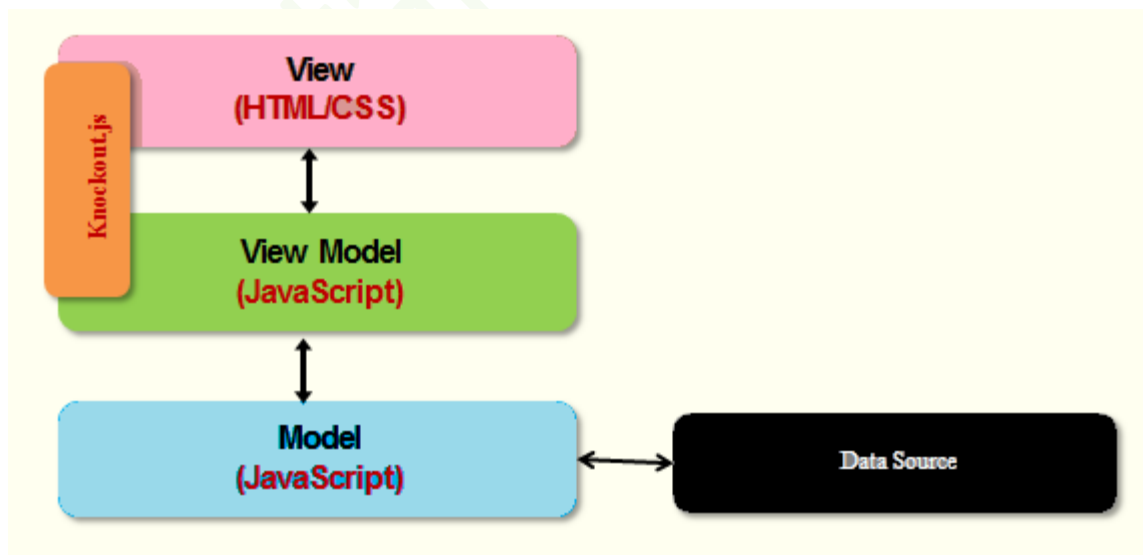 View
(HTML/CSS)
Knockout.js
View Model
(JavaScript)
Model
(JavaScript)
Data Source